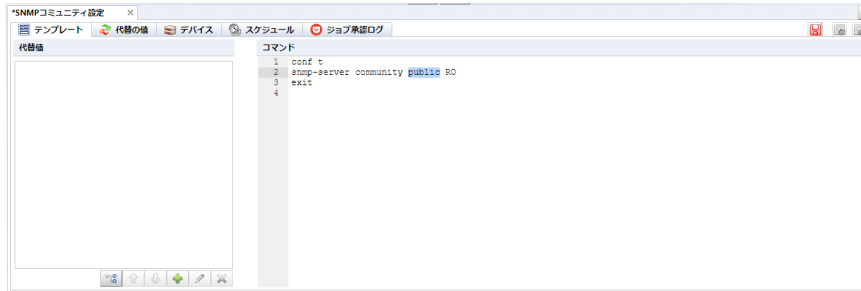 *SNMPコミュニティ設定 ×
テンプレート 代替の値 デバイス スケジュール ジョブ承認ログ
代替値 コマンド
1 conf t
2 snmp-server community public RO
3 exit
4